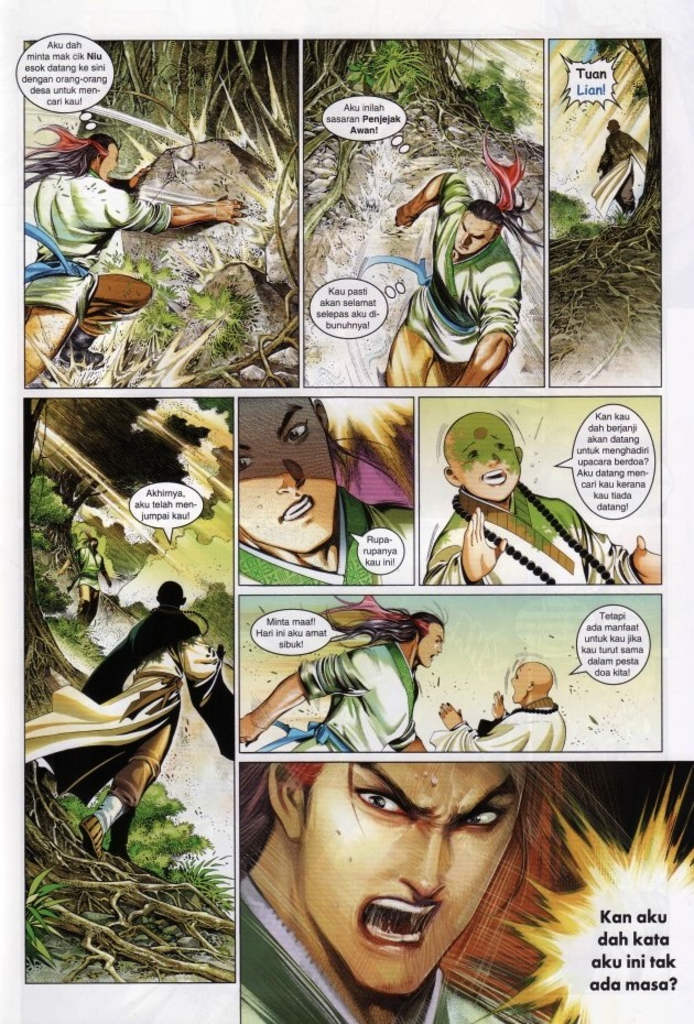 Aku dah
minta mak cik Niu
esok datang ke sini
dengan orang-orang
desa untuk men-
cari kau!
Aku inilah
sasaran Penjejak
Awan!
Kau pasti
akan selamat
selepas aku di-
bunuhnya!
Tuan
Lian!
Akhirnya,
aku telah men-
jumpai kau!
Rupa-
rupanya
kau ini!
Kan kau
dah berjanji
akan datang
untuk menghadiri
upacara berdoa?
Aku datang men-
cari kau kerana
kau tiada
datang!
Minta maaf!
Hari ini aku amat
sibuk!
Tetapi
ada manfaat
untuk kau jika
kau turut sama
dalam pesta
doa kita!
Kan aku
dah kata
aku ini tak
ada masa?